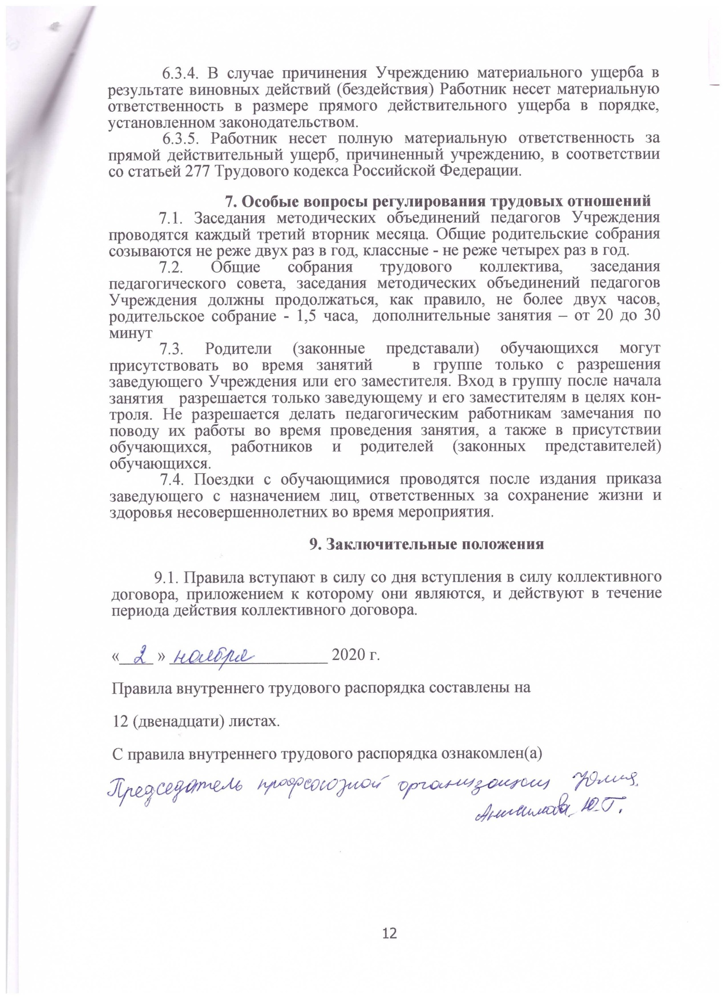 6.3.4. В случае причинения Учреждению материального ущерба в
результате виновных действий (бездействия) Работник несет материальную
ответственность в размере прямого действительного ущерба в порядке,
установленном законодательством.
6.3.5. Работник несет полную материальную ответственность за
прямой действительный ущерб, причиненный учреждению, в соответствии
со статьей 277 Трудового кодекса Российской Федерации.
7. Особые вопросы регулирования трудовых отношений
7.1. Заседания методических объединений педагогов Учреждения
проводятся каждый третий вторник месяца. Общие родительские собрания
созываются не реже двух раз в год, классные - не реже четырех раз в год.
7.2. Общие собрания трудового коллектива, заседания
педагогического совета, заседания методических объединений педагогов
Учреждения должны продолжаться, как правило, не более двух часов,
родительское собрание - 1,5 часа, дополнительные занятия – от 20 до 30
минут
7.3. Родители (законные представали) обучающихся могут
присутствовать во время занятий в группе только с разрешения
заведующего Учреждения или его заместителя. Вход в группу после начала
занятия разрешается только заведующему и его заместителям в целях кон-
троля. Не разрешается делать педагогическим работникам замечания по
поводу их работы во время проведения занятия, а также в присутствии
обучающихся, работников и родителей (законных представителей)
обучающихся.
7.4. Поездки с обучающимися проводятся после издания приказа
заведующего с назначением лиц, ответственных за сохранение жизни и
здоровья несовершеннолетних во время мероприятия.
9. Заключительные положения
9.1. Правила вступают в силу со дня вступления в силу коллективного
договора, приложением к которому они являются, и действуют в течение
периода действия коллективного договора.
« 2 » ноября 2020 г.
Правила внутреннего трудового распорядка составлены на
12 (двенадцати) листах.
С правила внутреннего трудового распорядка ознакомлен(а)
Председатель профсоюзной организации
Ю.Г.
12